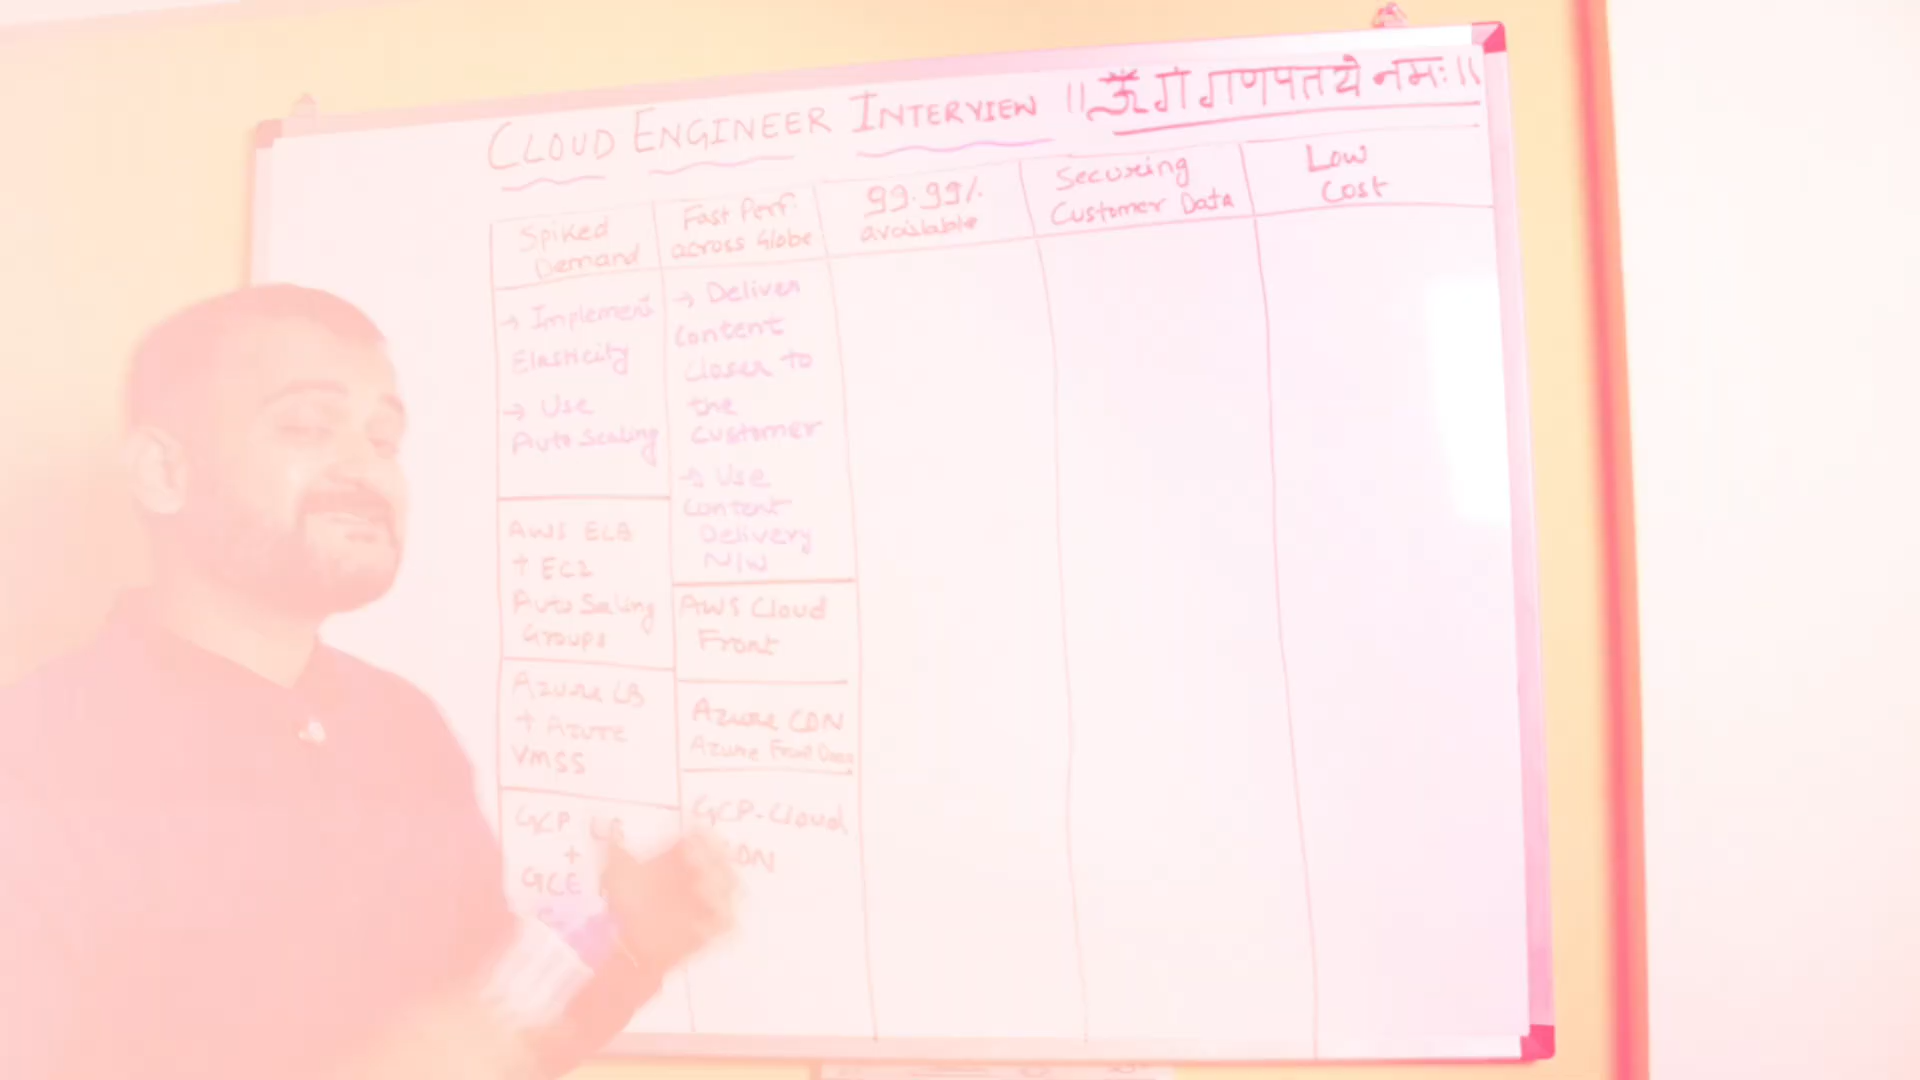 CLOUD ENGINEER INTERVIEW ॥ ॐ गं गणपतये नमः॥
Spiked
Demand
→ Implement
Elasticity
→ Use
Auto Scaling
AWS ELB
+ EC2
Auto Scaling
Groups
Azure LB
+ Azure
VMSS
GCP LB
+
GCE
Fast Perf.
across Globe
→ Deliver
Content
Closer to
the
Customer
→ Use
Content
Delivery
N/W
AWS Cloud
Front
Azure CDN
Azure Front Door
GCP-Cloud
CDN
99.99%
available
Securing
Customer Data
Low
Cost